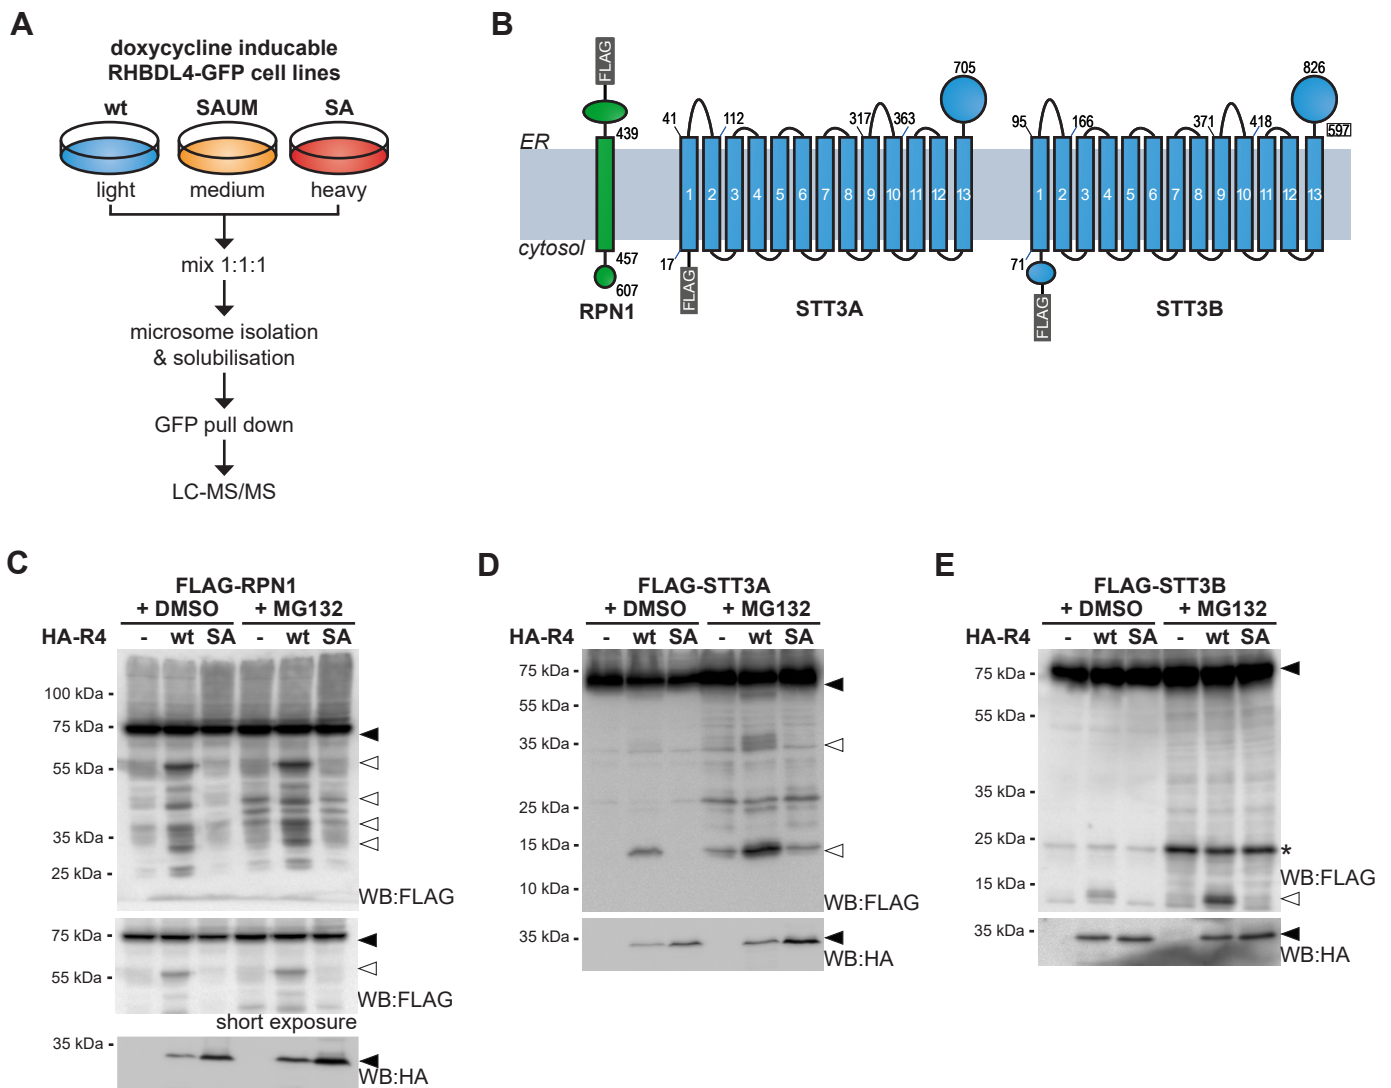 A
doxycycline inducable
RHBDL4-GFP cell lines
wt SAUM SA
light medium heavy
mix 1:1:1
microsome isolation
& solubilisation
GFP pull down
LC-MS/MS
B
FLAG
ER
cytosol
439
457
607
RPN1
41 112 317 363 705
1 2 3 4 5 6 7 8 9 10 11 12 13
17
FLAG
STT3A
95 166 371 418 826
597
1 2 3 4 5 6 7 8 9 10 11 12 13
71
FLAG
STT3B
C
FLAG-RPN1
+ DMSO + MG132
HA-R4 - wt SA - wt SA
100 kDa -
75 kDa -
55 kDa -
35 kDa -
25 kDa -
WB:FLAG
75 kDa -
55 kDa -
WB:FLAG
short exposure
35 kDa -
WB:HA
D
FLAG-STT3A
+ DMSO + MG132
HA-R4 - wt SA - wt SA
75 kDa -
55 kDa -
35 kDa -
25 kDa -
15 kDa -
10 kDa -
WB:FLAG
35 kDa -
WB:HA
E
FLAG-STT3B
+ DMSO + MG132
HA-R4 - wt SA - wt SA
75 kDa -
55 kDa -
35 kDa -
25 kDa -
*
WB:FLAG
15 kDa -
35 kDa -
WB:HA